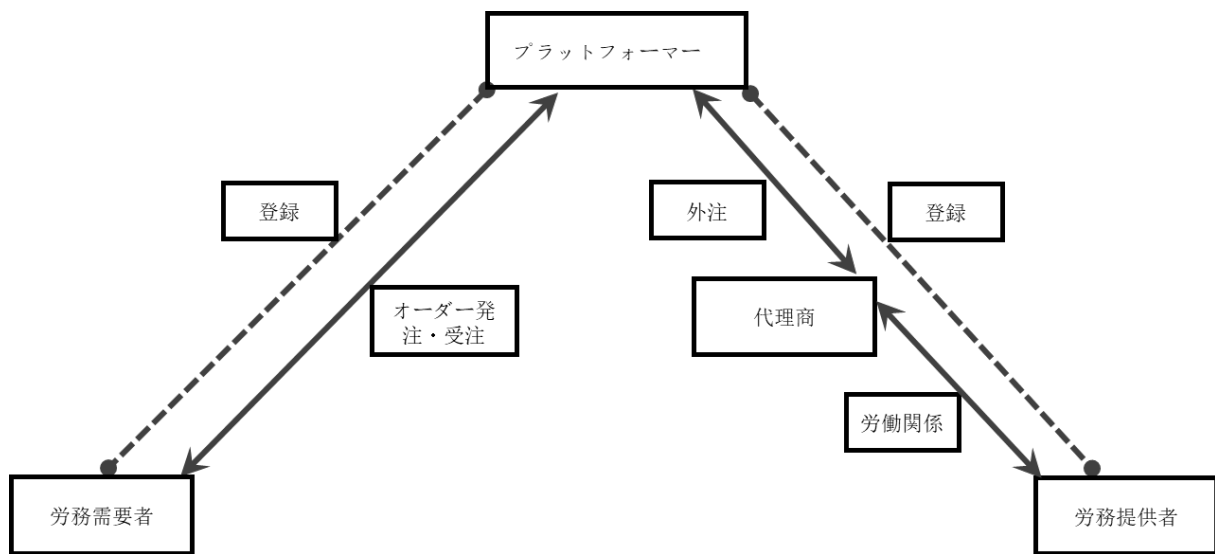 プラットフォーマー
登録
外注
登録
オーダー発
注・受注
代理商
労働関係
労務需要者
労務提供者